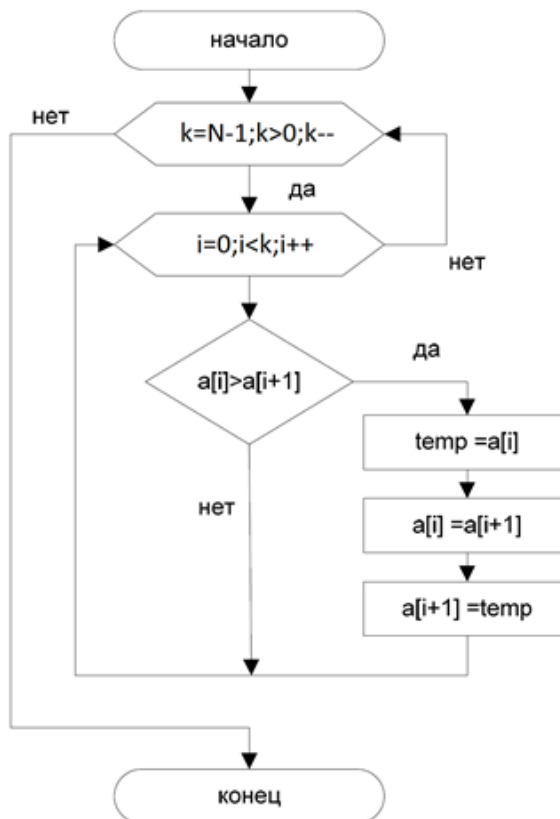 начало
нет
k=N-1;k>0;k--
да
i=0;i<k;i++
нет
a[i]>a[i+1]
да
temp =a[i]
нет
a[i] =a[i+1]
a[i+1] =temp
конец